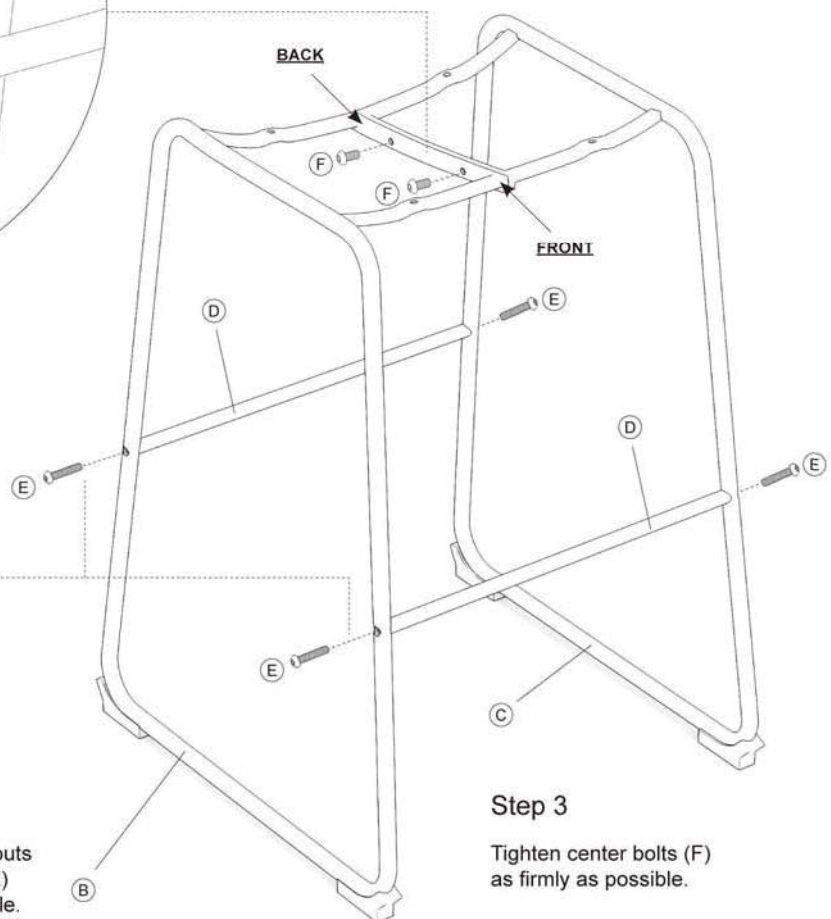 BACK
F
F
FRONT
D
E
D
E
E
E
C
B
Step 3
Tighten center bolts (F)
as firmly as possible.